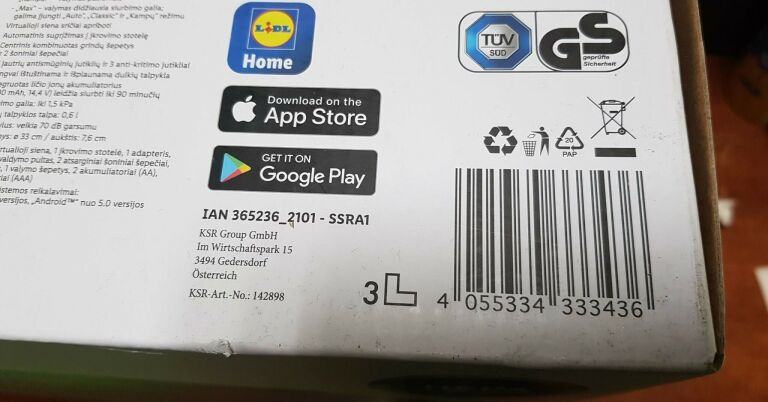 - „Max“ – valymas didžiausia siurbimo galia;
galima įjungti „Auto“, „Classic“ ir „Kampų“ režimu
Virtualioji siena sričiai apriboti
Automatinis sugrįžimas į įkrovimo stotelę
Centrinis kombinuotas grindų šepetys
2 šoniniai šepečiai
jautrų antismūginių jutiklių ir 3 anti-kritimo jutikliai
ngvai ištuštinama ir išplaunama dulkių talpykla
egruotas ličio jonų akumuliatorius
00 mAh, 14,4 V) leidžia siurbti iki 90 minučių
imo galia: iki 1,5 kPa
talpyklos talpa: 0,6 l
vius: veikia 70 dB garsumu
nys: ø 33 cm / aukštis: 7,6 cm
rtualioji siena, 1 įkrovimo stotelė, 1 adapteris,
valdymo pultas, 2 atsarginiai šoniniai šepečiai,
, 1 valymo šepetys, 2 akumuliatoriai (AA),
iai (AAA)
stemos reikalavimai:
versijos, „Android™“ nuo 5.0 versijos
LIDL
Home
Download on the
App Store
GET IT ON
Google Play
IAN 365236_2101 - SSRA1
KSR Group GmbH
Im Wirtschaftspark 15
3494 Gedersdorf
Österreich
KSR-Art.-No.: 142898
TÜV
SÜD
GS
geprüfte
Sicherheit
20
PAP
3
4 055334 333436